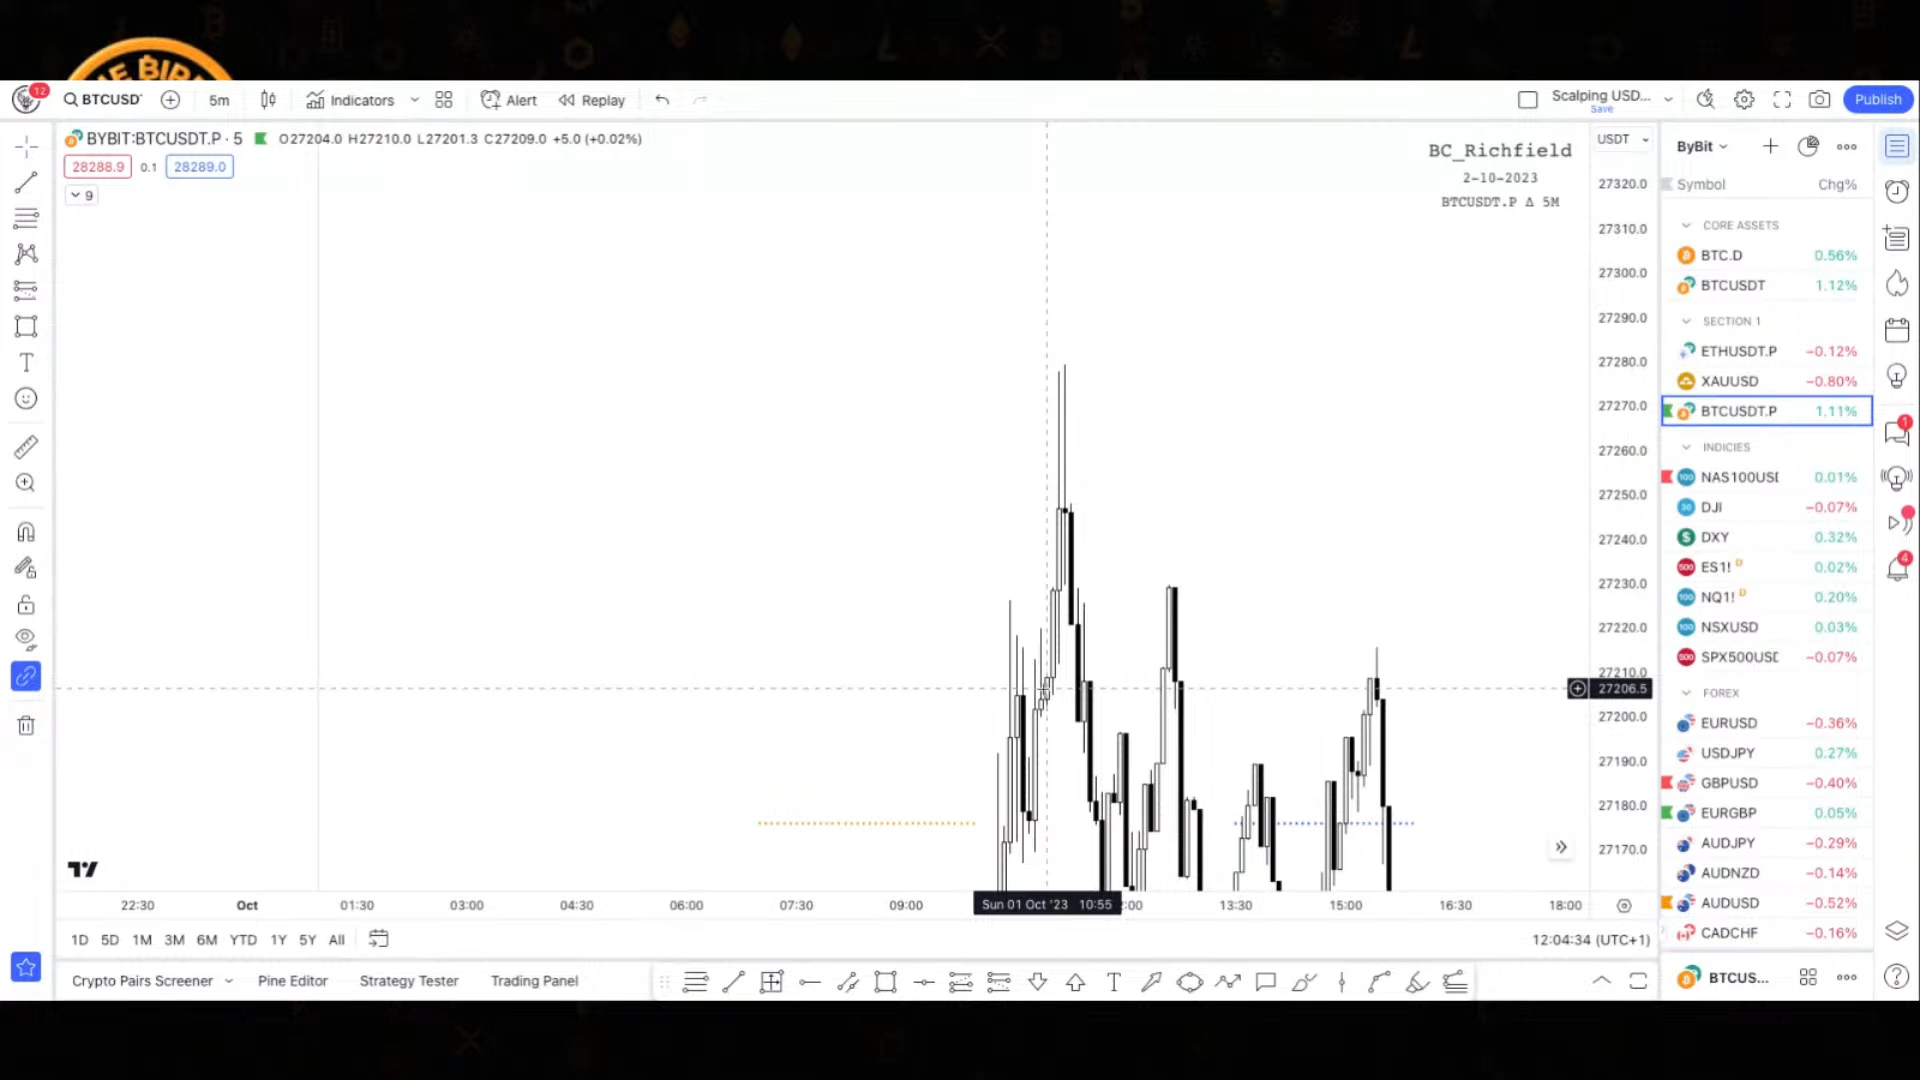 12
BTCUSD
5m
Indicators
Alert
Replay
Scalping USD...
Save
Publish
BYBIT:BTCUSDT.P · 5
O27204.0 H27210.0 L27201.3 C27209.0 +5.0 (+0.02%)
28288.9
0.1
28289.0
9
BC_Richfield
2-10-2023
BTCUSDT.P Δ 5M
USDT
27320.0
27310.0
27300.0
27290.0
27280.0
27270.0
27260.0
27250.0
27240.0
27230.0
27220.0
27210.0
27206.5
27200.0
27190.0
27180.0
27170.0
22:30
Oct
01:30
03:00
04:30
06:00
07:30
09:00
Sun 01 Oct '23 10:55
:00
13:30
15:00
16:30
18:00
1D
5D
1M
3M
6M
YTD
1Y
5Y
All
12:04:34 (UTC+1)
Crypto Pairs Screener
Pine Editor
Strategy Tester
Trading Panel
ByBit
Symbol Chg%
CORE ASSETS
BTC.D 0.56%
BTCUSDT 1.12%
SECTION 1
ETHUSDT.P −0.12%
XAUUSD −0.80%
BTCUSDT.P 1.11%
INDICIES
NAS100USD 0.01%
DJI −0.07%
DXY 0.32%
ES1! D 0.02%
NQ1! D 0.20%
NSXUSD 0.03%
SPX500USD −0.07%
FOREX
EURUSD −0.36%
USDJPY 0.27%
GBPUSD −0.40%
EURGBP 0.05%
AUDJPY −0.29%
AUDNZD −0.14%
AUDUSD −0.52%
CADCHF −0.16%
BTCUS...
1
4